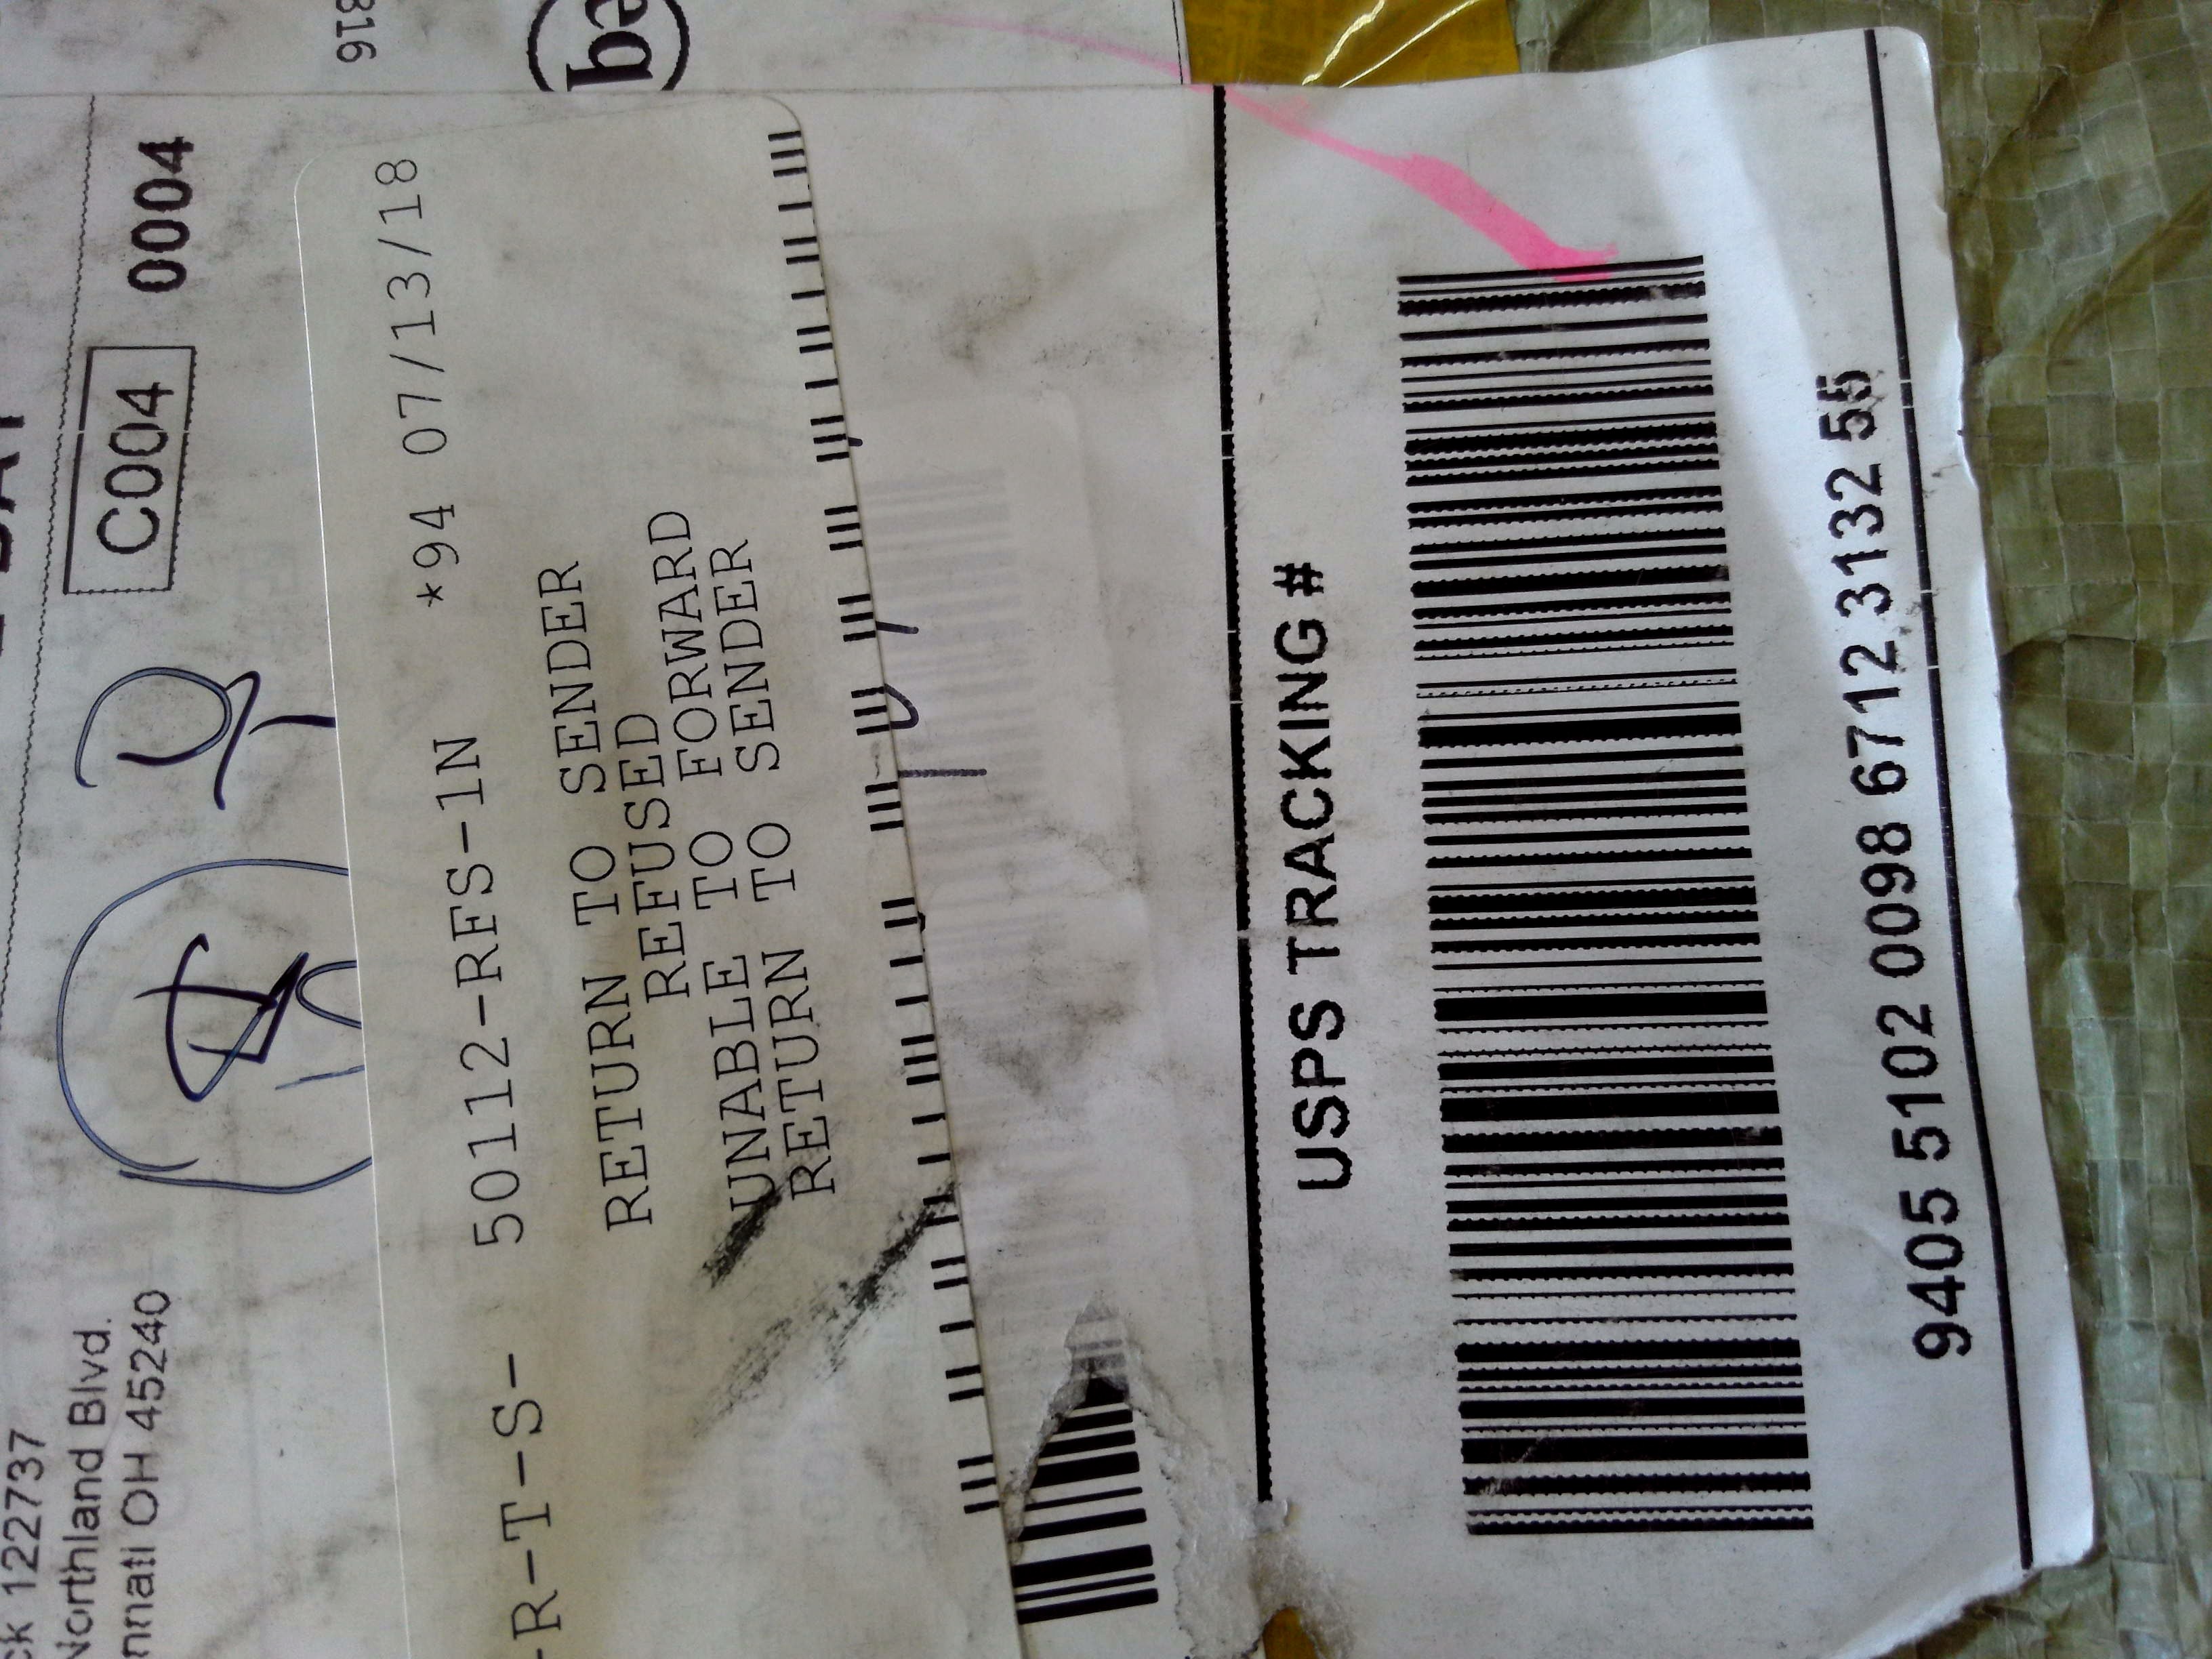 ck 122737
Northland Blvd.
nnati OH 45240
C004
0004
816
R-T-S- 50112-RFS-1N *94 07/13/18
RETURN TO SENDER
REFUSED
UNABLE TO FORWARD
RETURN TO SENDER
USPS TRACKING #
9405 5102 0098 6712 3132 55